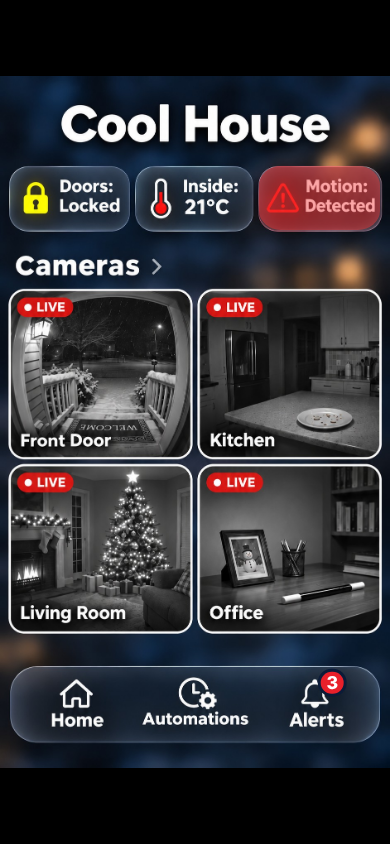 Cool House
Doors:
Locked
Inside:
21°C
Motion:
Detected
Cameras >
LIVE
LIVE
WELCOME
Front Door
Kitchen
LIVE
LIVE
Living Room
Office
Home
Automations
3
Alerts